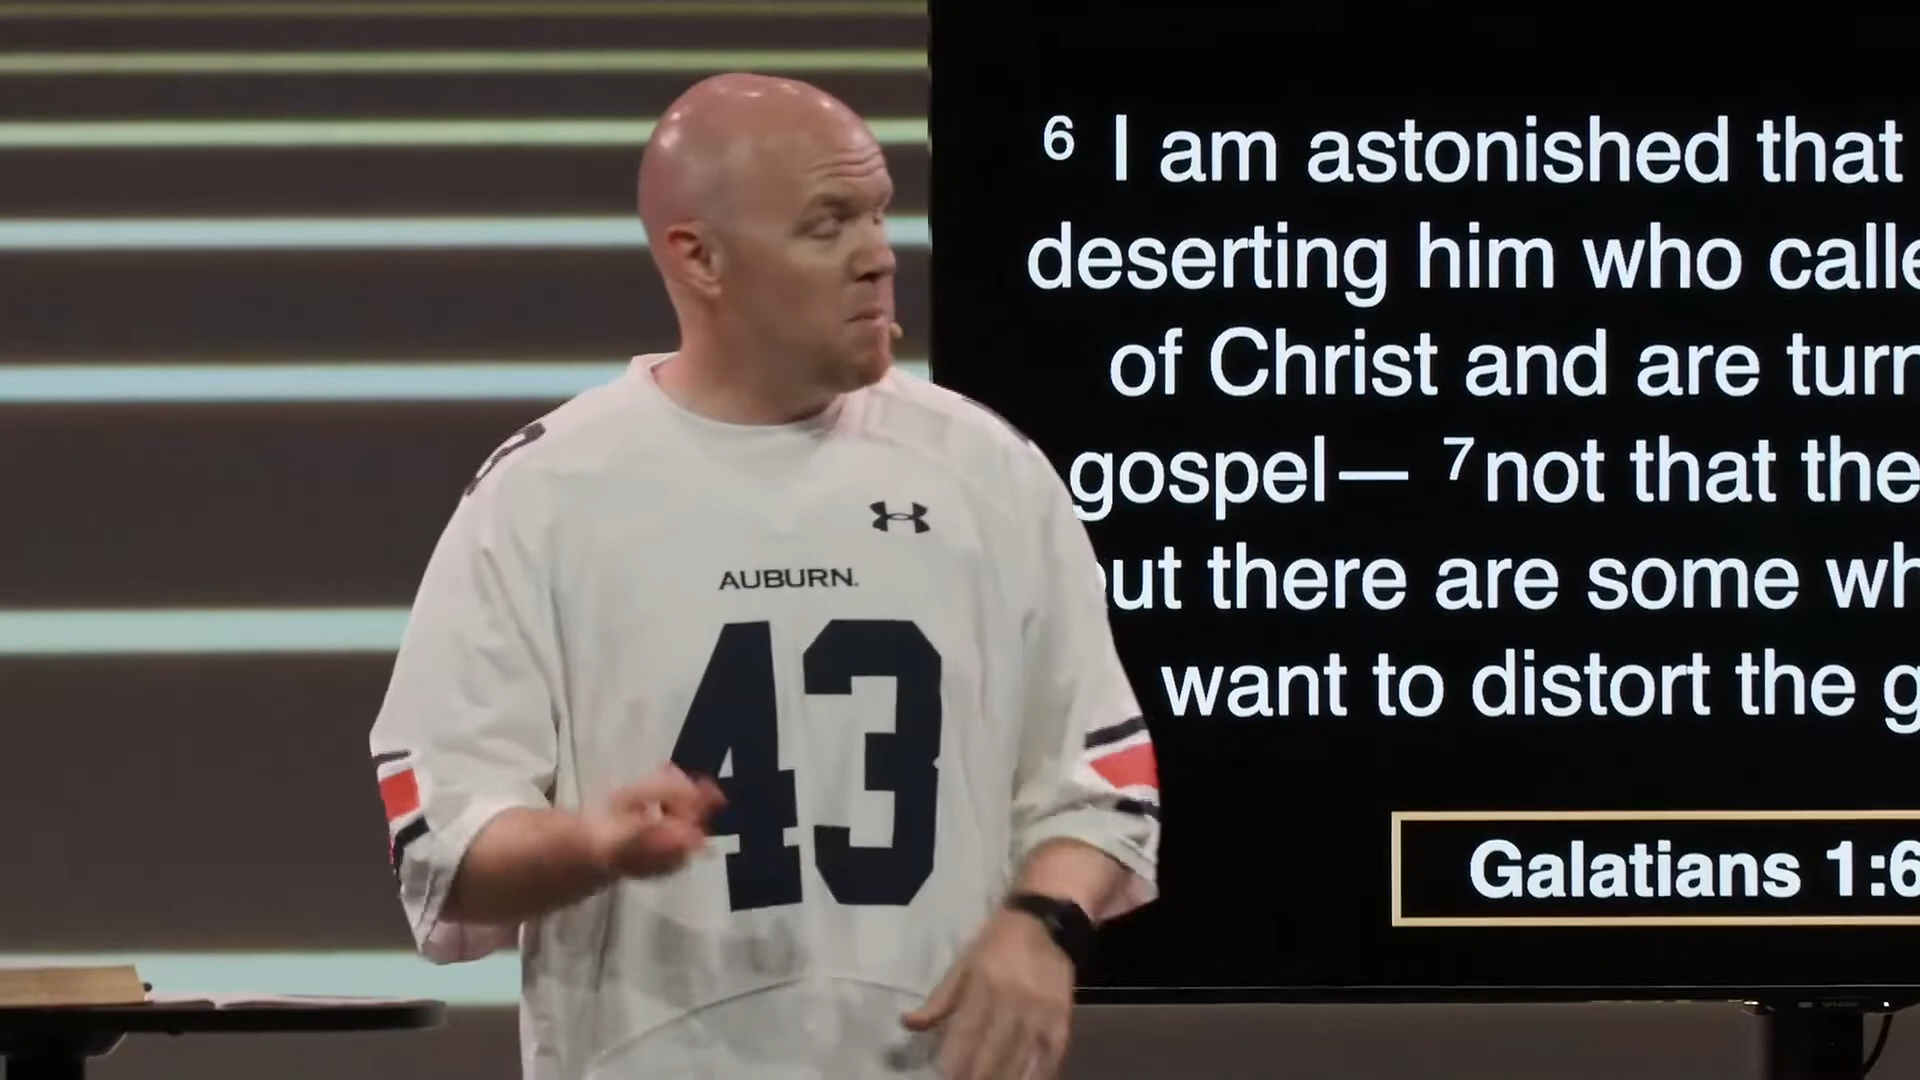 6 I am astonished that
deserting him who calle
of Christ and are turn
gospel— 7 not that the
ut there are some wh
want to distort the g
Galatians 1:6
AUBURN.
43